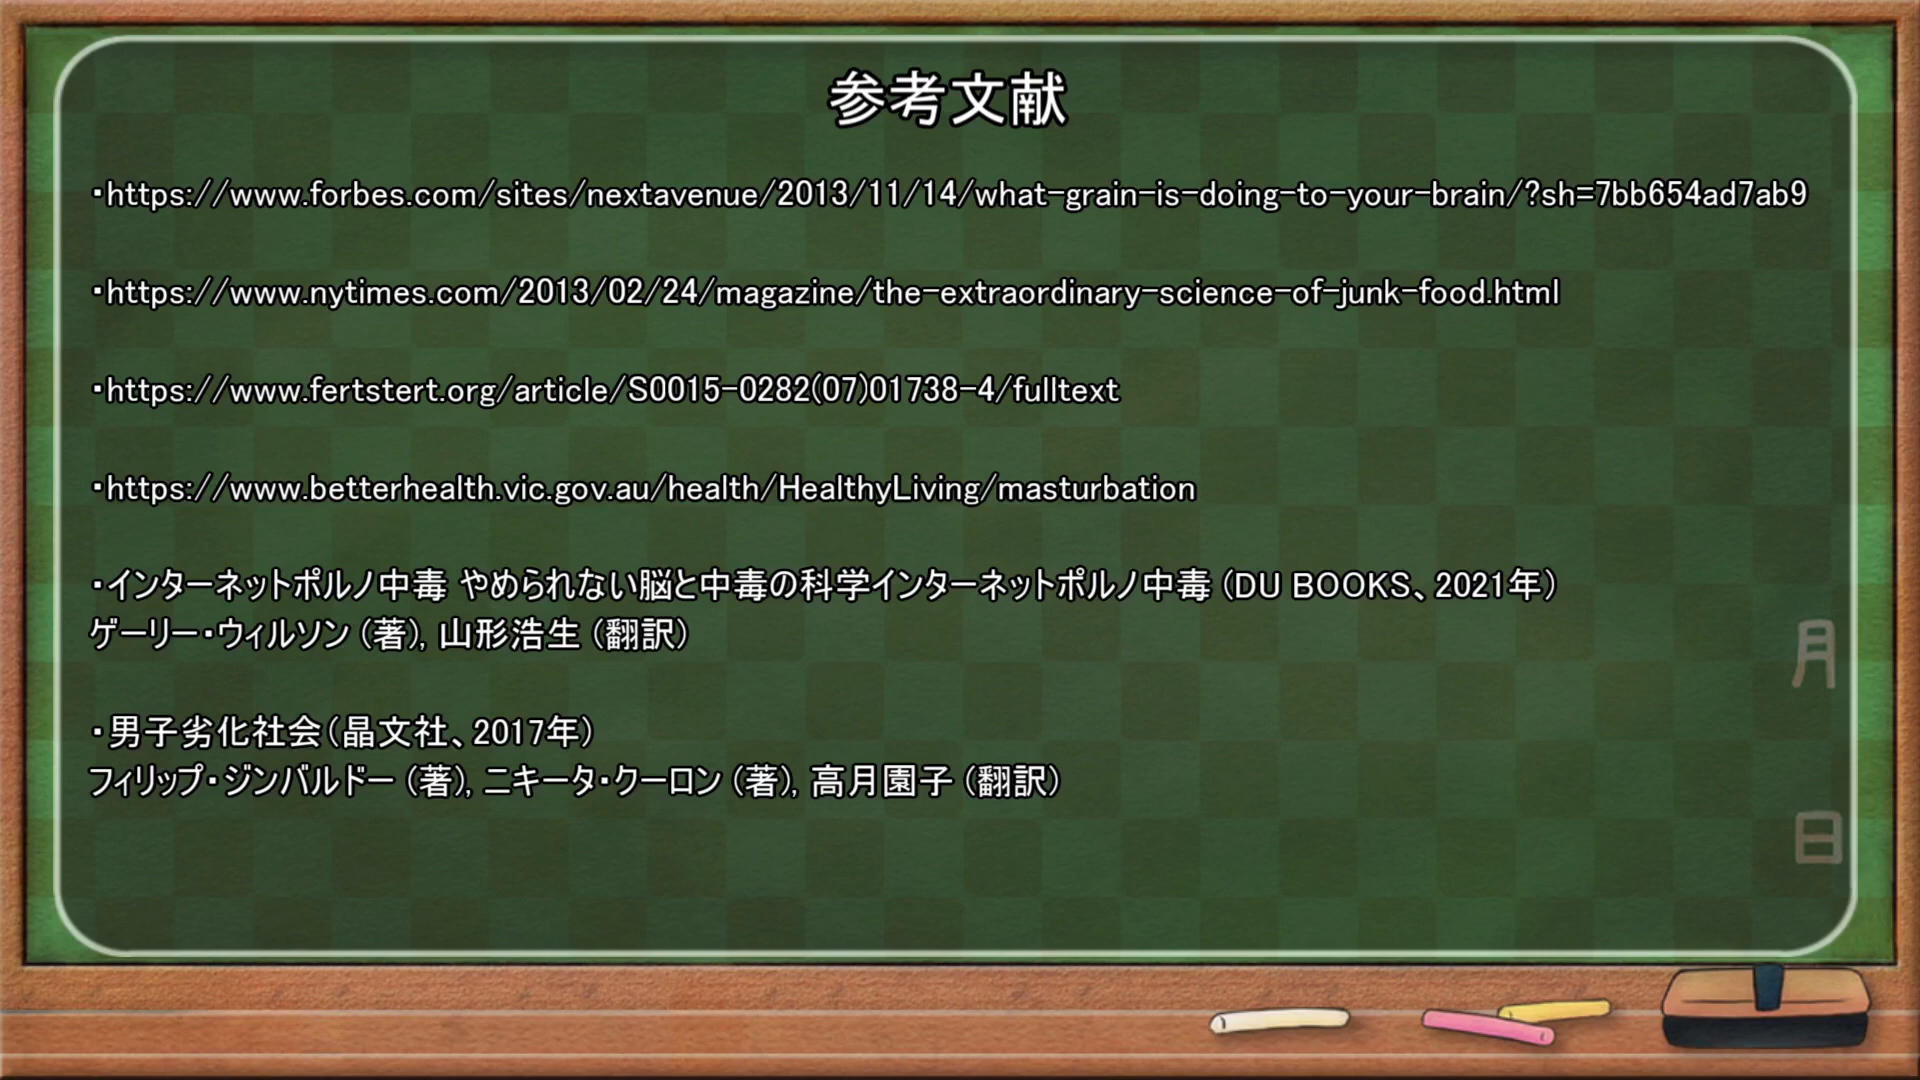 参考文献
・https://www.forbes.com/sites/nextavenue/2013/11/14/what-grain-is-doing-to-your-brain/?sh=7bb654ad7ab9
・https://www.nytimes.com/2013/02/24/magazine/the-extraordinary-science-of-junk-food.html
・https://www.fertstert.org/article/S0015-0282(07)01738-4/fulltext
・https://www.betterhealth.vic.gov.au/health/HealthyLiving/masturbation
・インターネットポルノ中毒 やめられない脳と中毒の科学インターネットポルノ中毒 (DU BOOKS、2021年)
ゲーリー・ウィルソン (著), 山形浩生 (翻訳)
・男子劣化社会(晶文社、2017年)
フィリップ・ジンバルドー (著), ニキータ・クーロン (著), 高月園子 (翻訳)
月
日